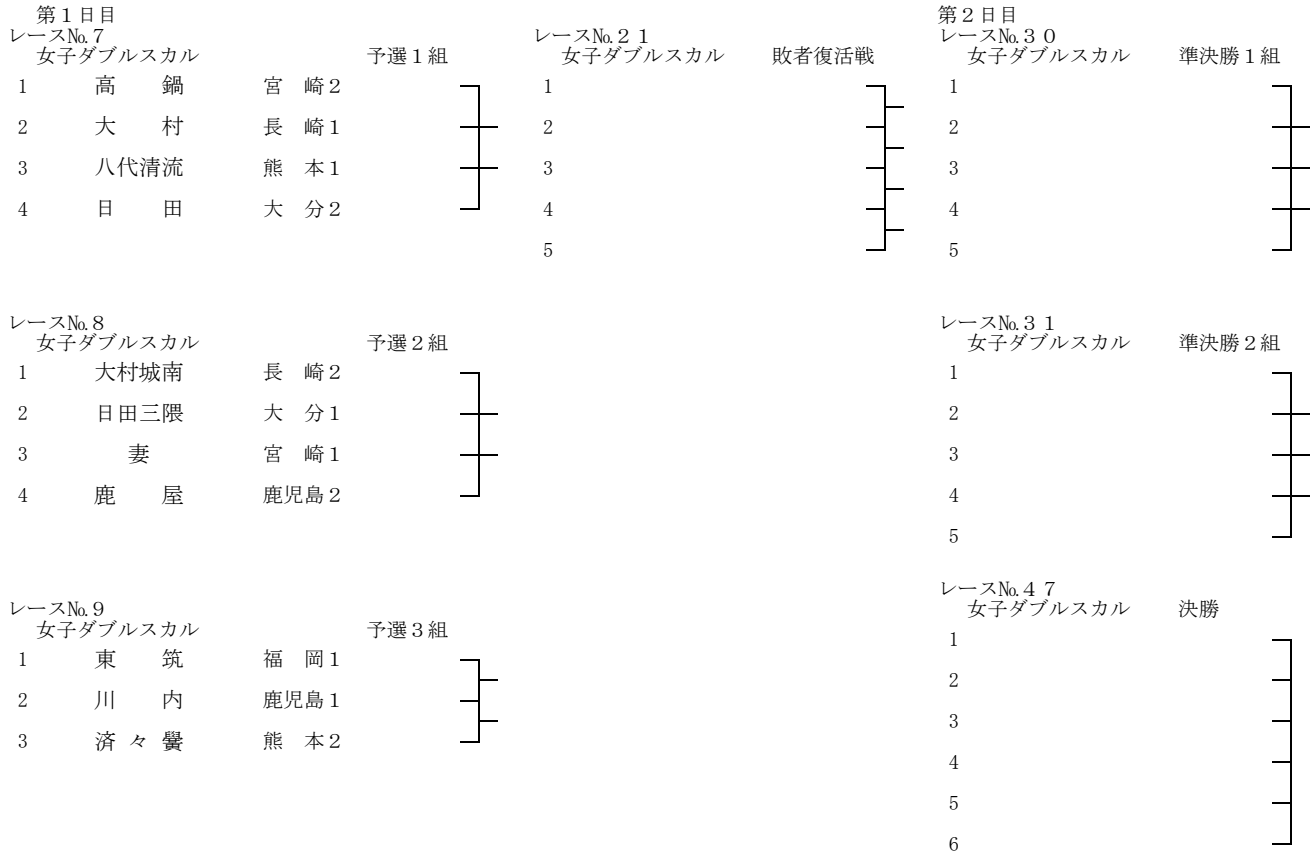 第１日目
レース№７
女子ダブルスカル 予選１組
1 高 鍋 宮 崎２
2 大 村 長 崎１
3 八代清流 熊 本１
4 日 田 大 分２
レース№８
女子ダブルスカル 予選２組
1 大村城南 長 崎２
2 日田三隈 大 分１
3 妻 宮 崎１
4 鹿 屋 鹿児島２
レース№９
女子ダブルスカル 予選３組
1 東 筑 福 岡１
2 川 内 鹿児島１
3 済 々 黌 熊 本２
レース№２１
女子ダブルスカル 敗者復活戦
1
2
3
4
5
第２日目
レース№３０
女子ダブルスカル 準決勝１組
1
2
3
4
5
レース№３１
女子ダブルスカル 準決勝２組
1
2
3
4
5
レース№４７
女子ダブルスカル 決勝
1
2
3
4
5
6